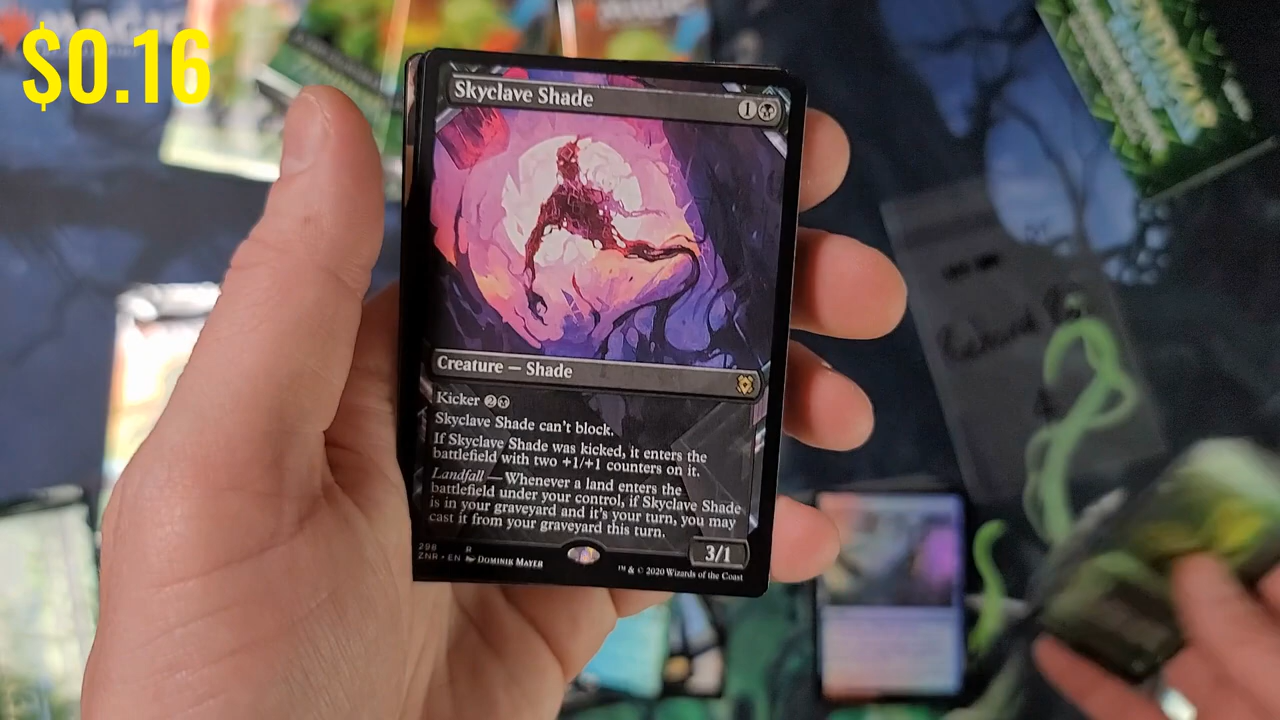 $0.16
Skyclave Shade
1
Creature — Shade
Kicker 2
Skyclave Shade can't block.
If Skyclave Shade was kicked, it enters the
battlefield with two +1/+1 counters on it.
Landfall — Whenever a land enters the
battlefield under your control, if Skyclave Shade
is in your graveyard and it's your turn, you may
cast it from your graveyard this turn.
298 R
ZNR • EN DOMINIK MAYER
3/1
™ & © 2020 Wizards of the Coast